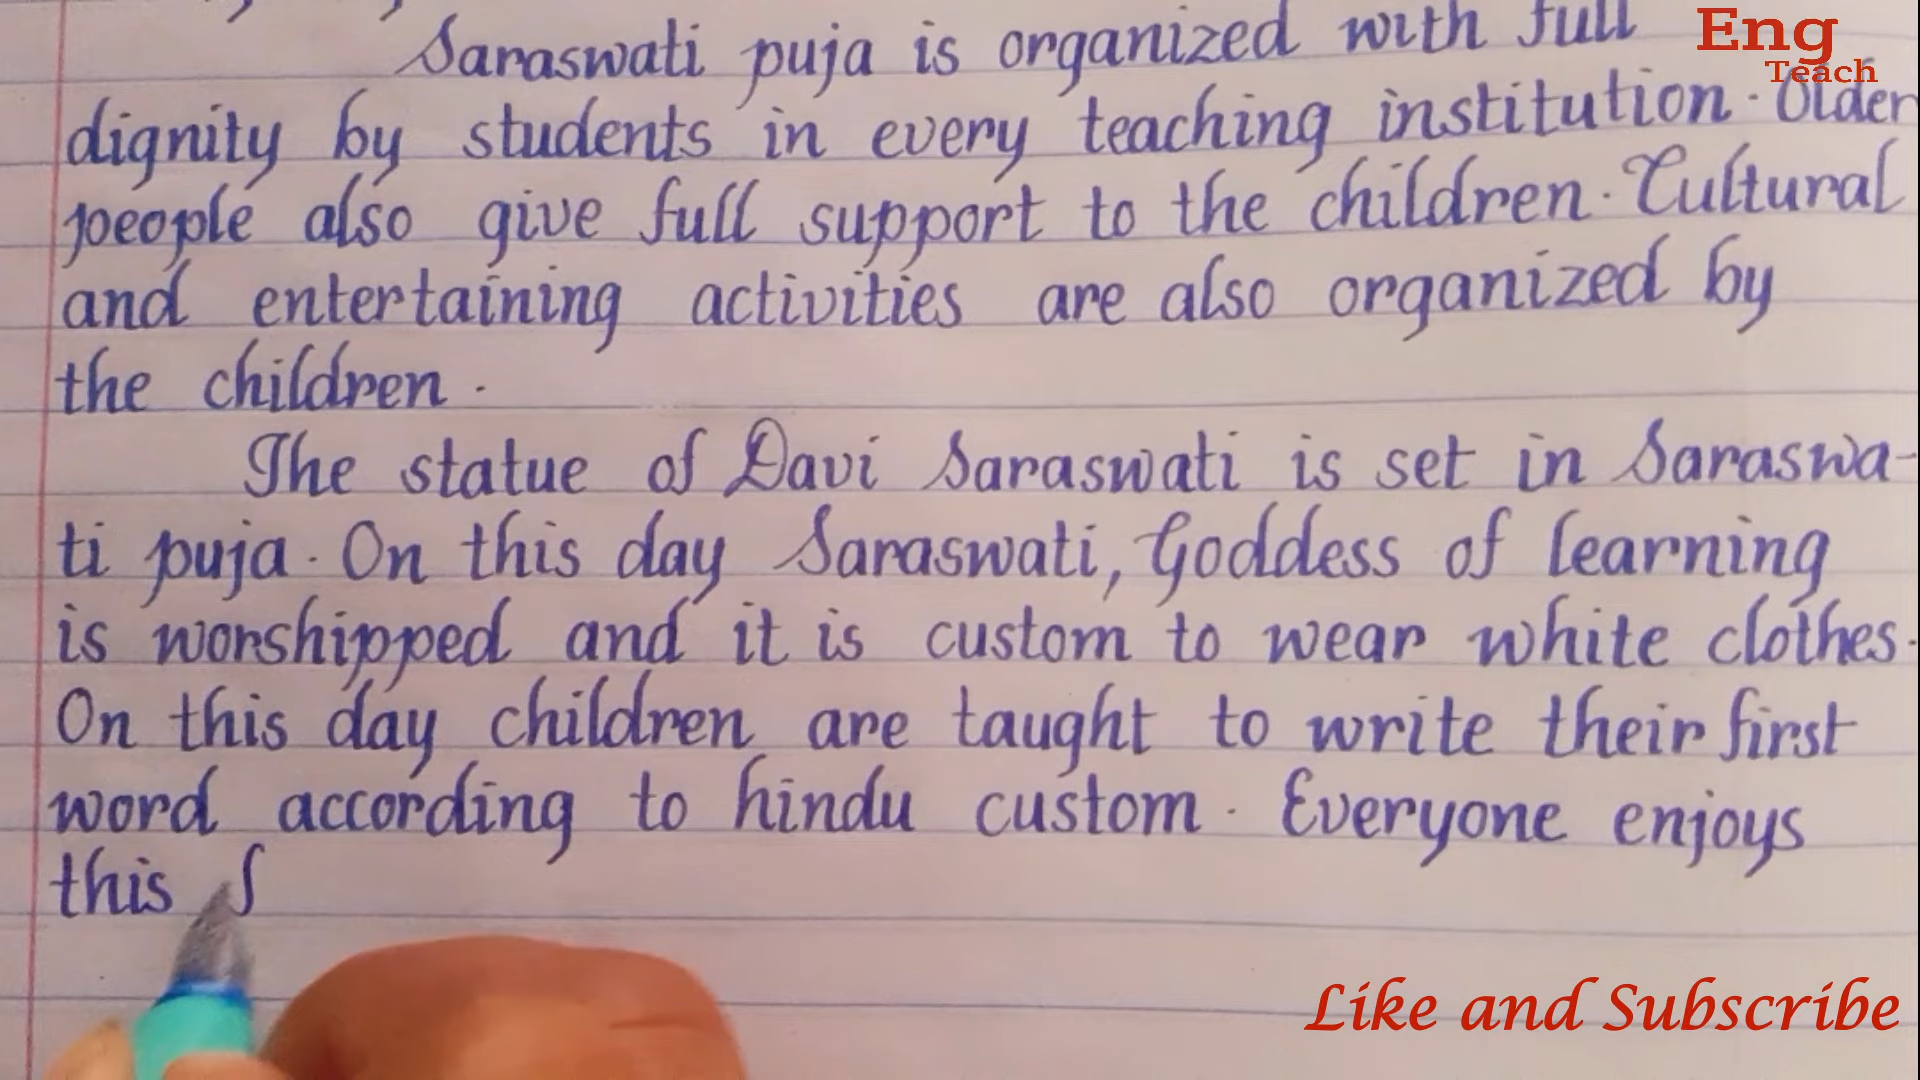 Saraswati puja is organized with full
Eng
Teach
dignity by students in every teaching institution. Older
people also give full support to the children. Cultural
and entertaining activities are also organized by
the children.
The statue of Davi Saraswati is set in Saraswa-
ti puja. On this day Saraswati, Goddess of learning
is worshipped and it is custom to wear white clothes.
On this day children are taught to write their first
word according to hindu custom. Everyone enjoys
this
Like and Subscribe